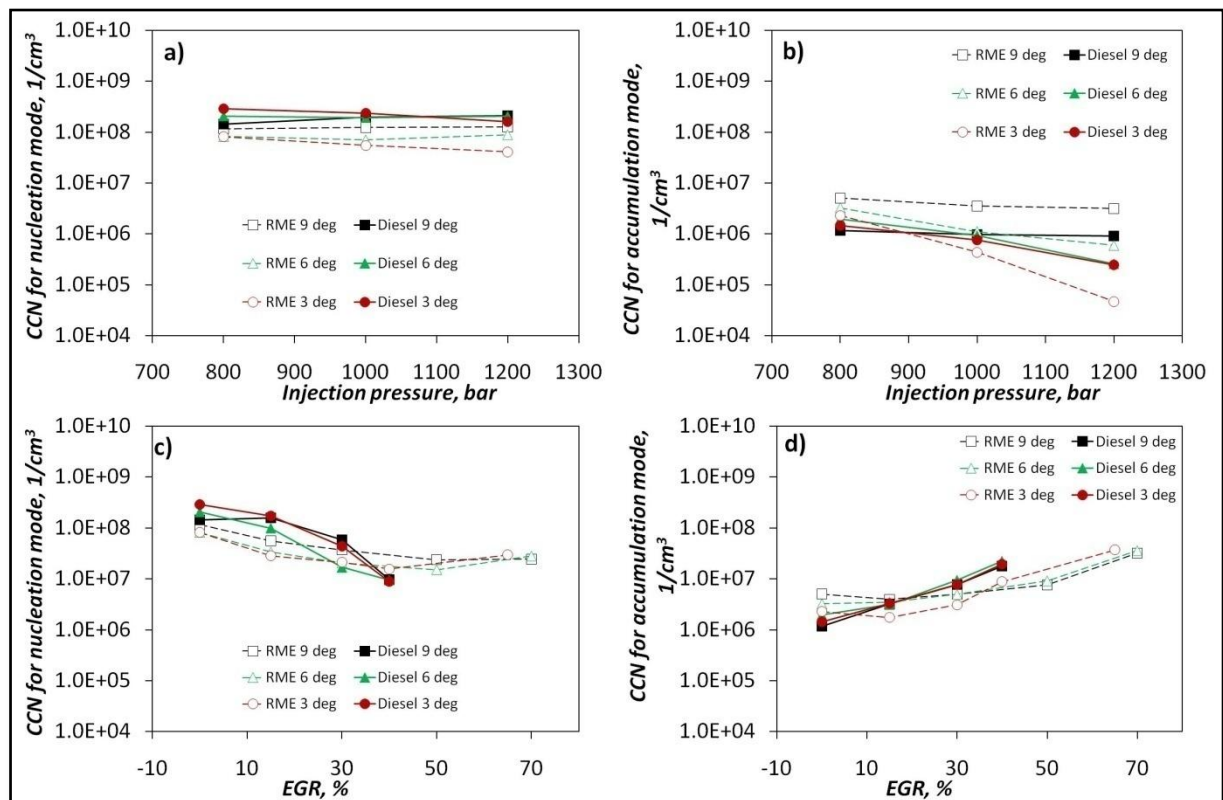 a)
CCN for nucleation mode, 1/cm³
1.0E+10
1.0E+09
1.0E+08
1.0E+07
1.0E+06
1.0E+05
1.0E+04
RME 9 deg Diesel 9 deg
RME 6 deg Diesel 6 deg
RME 3 deg Diesel 3 deg
700 800 900 1000 1100 1200 1300
Injection pressure, bar
b)
CCN for accumulation mode,
1/cm³
1.0E+10
1.0E+09
1.0E+08
1.0E+07
1.0E+06
1.0E+05
1.0E+04
RME 9 deg Diesel 9 deg
RME 6 deg Diesel 6 deg
RME 3 deg Diesel 3 deg
700 800 900 1000 1100 1200 1300
Injection pressure, bar
c)
CCN for nucleation mode, 1/cm³
1.0E+10
1.0E+09
1.0E+08
1.0E+07
1.0E+06
1.0E+05
1.0E+04
RME 9 deg Diesel 9 deg
RME 6 deg Diesel 6 deg
RME 3 deg Diesel 3 deg
-10 10 30 50 70
EGR, %
d)
CCN for accumulation mode,
1/cm³
1.0E+10
1.0E+09
1.0E+08
1.0E+07
1.0E+06
1.0E+05
1.0E+04
RME 9 deg Diesel 9 deg
RME 6 deg Diesel 6 deg
RME 3 deg Diesel 3 deg
-10 10 30 50 70
EGR, %